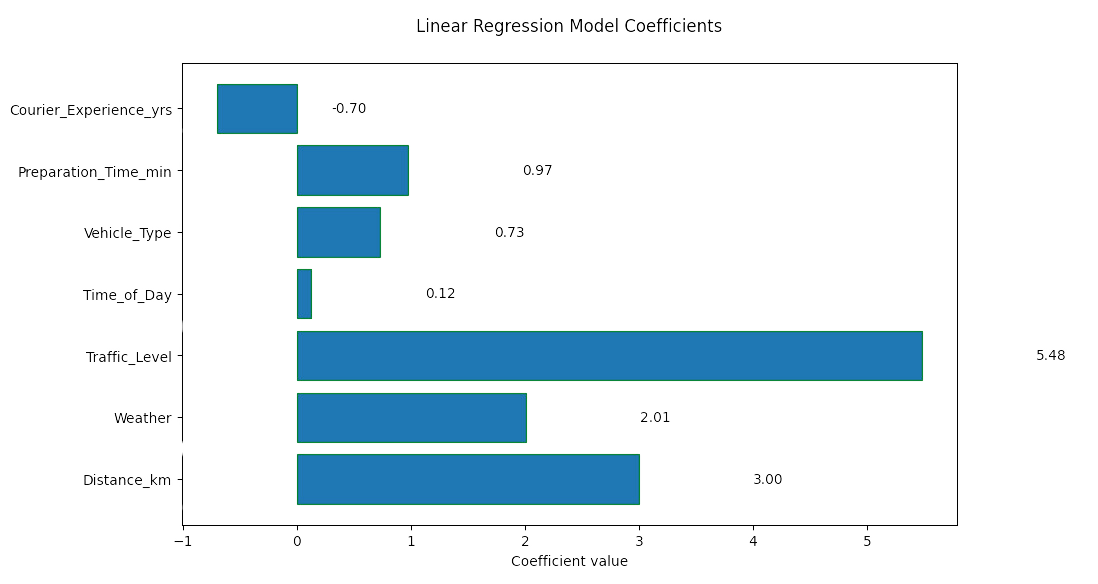 Linear Regression Model Coefficients
Courier_Experience_yrs -0.70
Preparation_Time_min 0.97
Vehicle_Type 0.73
Time_of_Day 0.12
Traffic_Level 5.48
Weather 2.01
Distance_km 3.00
−1 0 1 2 3 4 5
Coefficient value